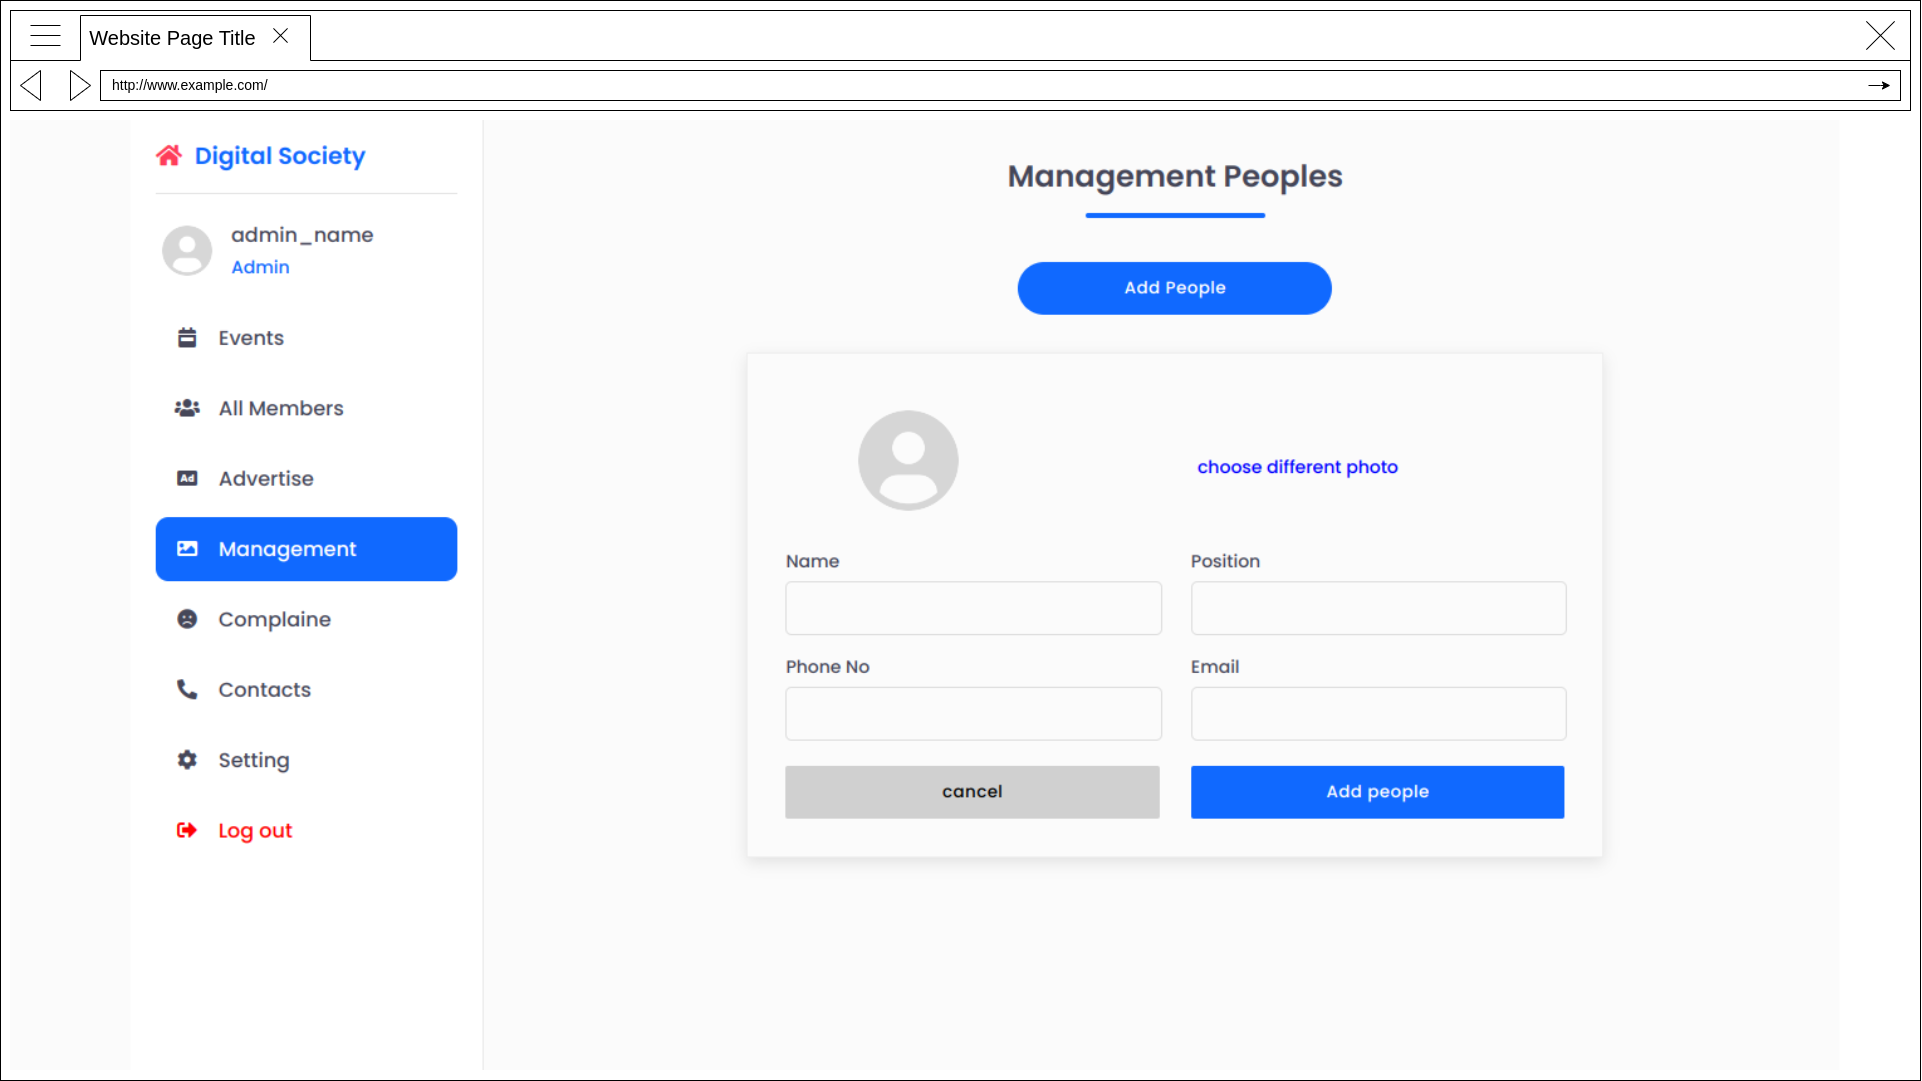 Website Page Title
http://www.example.com/
Digital Society
admin_name
Admin
Events
All Members
Ad Advertise
Management
Complaine
Contacts
Setting
Log out
Management Peoples
Add People
choose different photo
Name Position
Phone No Email
cancel Add people